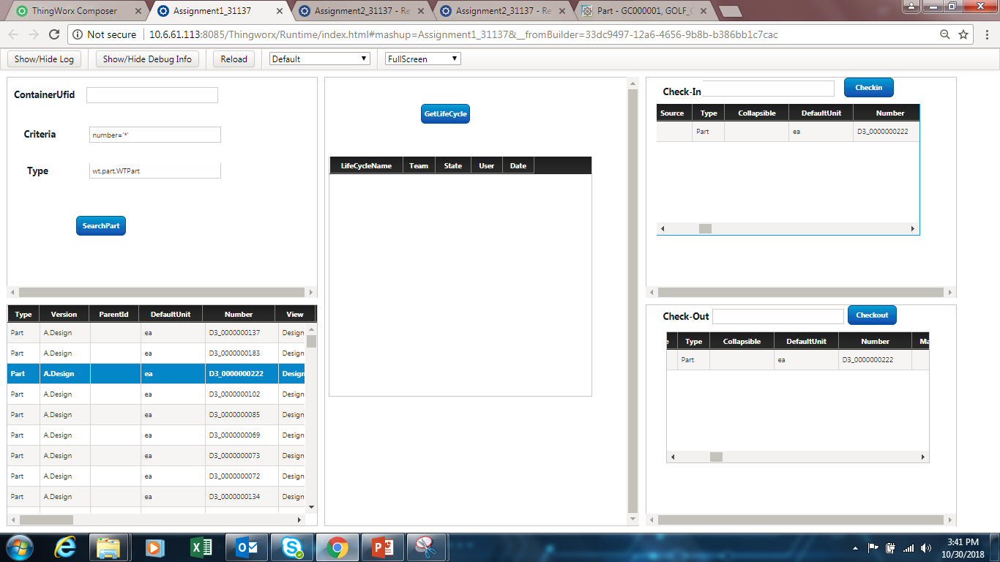 ThingWorx Composer
Assignment1_31137
Assignment2_31137 - Re
Assignment2_31137 - Re
Part - GC000001, GOLF_C
Not secure
10.6.61.113:8085/Thingworx/Runtime/index.html#mashup=Assignment1_31137&__fromBuilder=33dc9497-12a6-4656-9b8b-b386bb1c7cac
Show/Hide Log
Show/Hide Debug Info
Reload
Default
FullScreen
ContainerUfid
Criteria
number='*'
Type
wt.part.WTPart
SearchPart
Type Version ParentId DefaultUnit Number View
Part A.Design ea D3_0000000137 Design
Part A.Design ea D3_0000000183 Design
Part A.Design ea D3_0000000222 Design
Part A.Design ea D3_0000000102 Design
Part A.Design ea D3_0000000085 Design
Part A.Design ea D3_0000000069 Design
Part A.Design ea D3_0000000073 Design
Part A.Design ea D3_0000000072 Design
Part A.Design ea D3_0000000134 Design
GetLifeCycle
LifeCycleName Team State User Date
Check-In
Checkin
Source Type Collapsible DefaultUnit Number
Part ea D3_0000000222
Check-Out
Checkout
e Type Collapsible DefaultUnit Number Ma
Part ea D3_0000000222
3:41 PM
10/30/2018